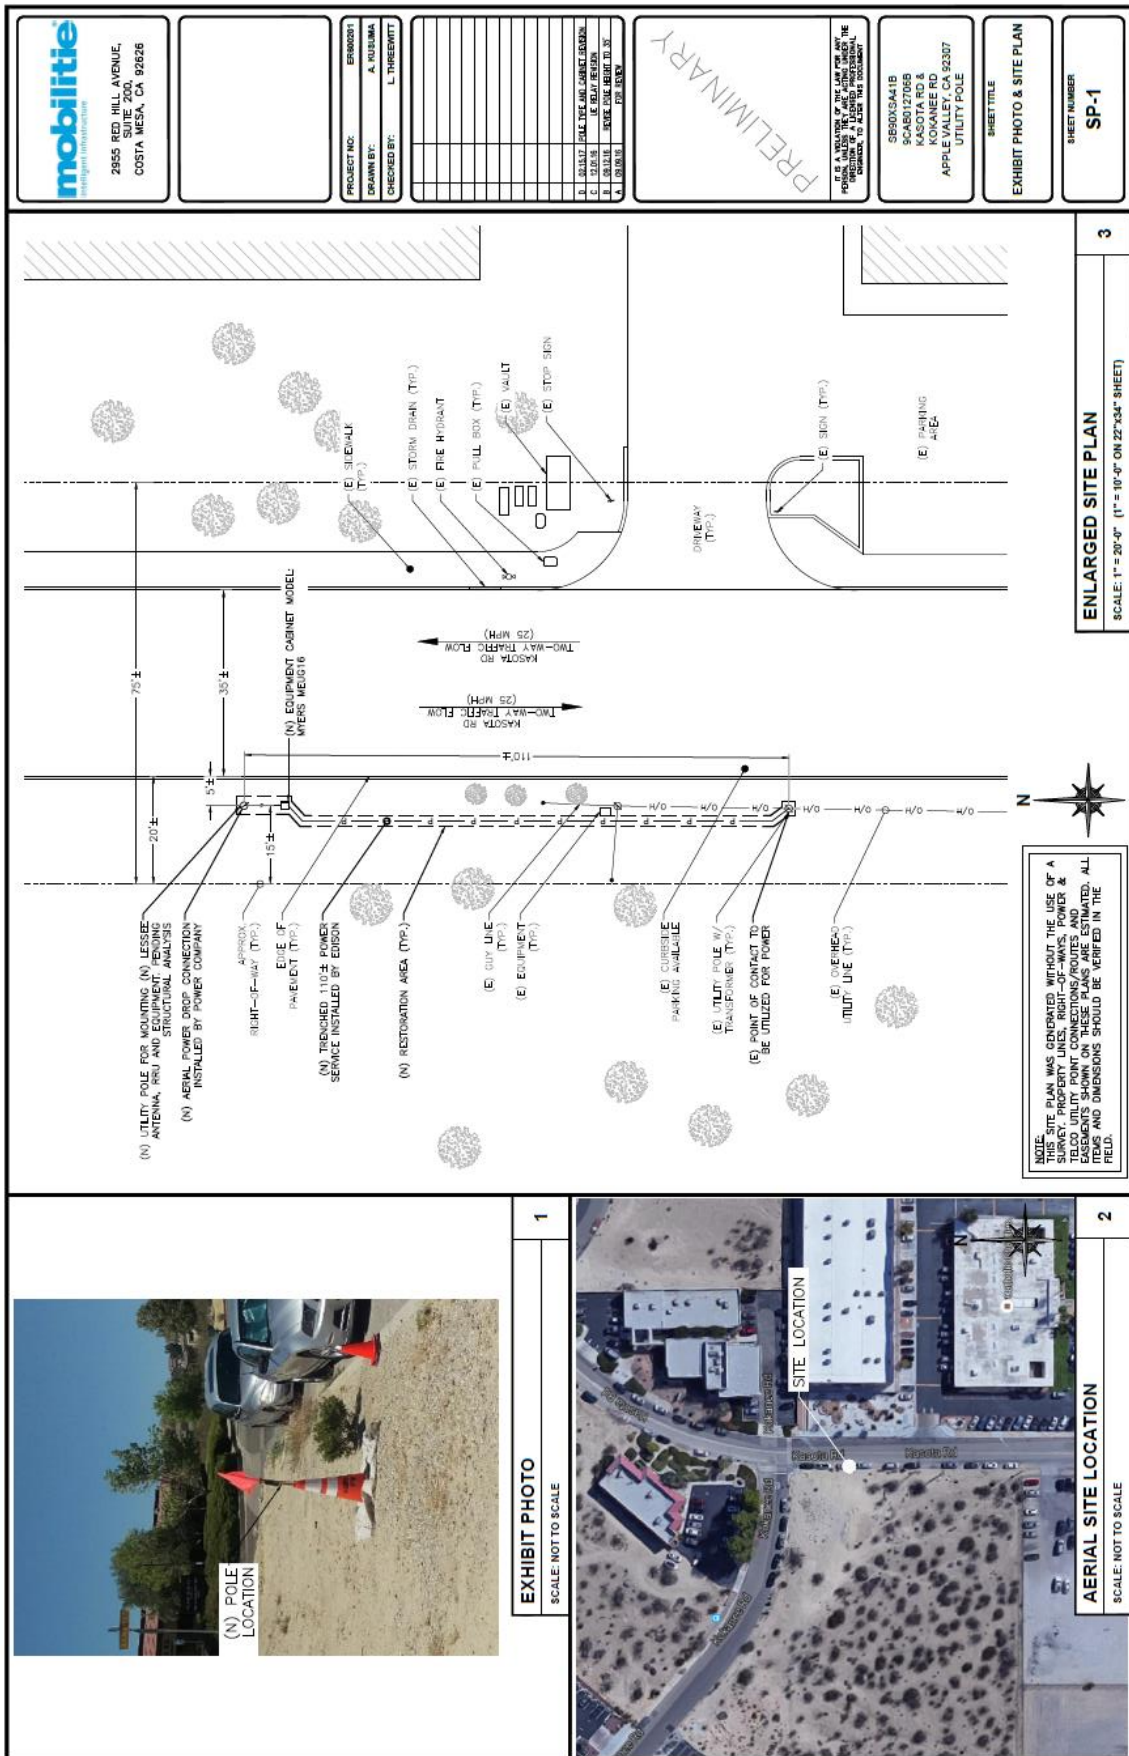 mobilitie
intelligent infrastructure
2955 RED HILL AVENUE,
SUITE 200,
COSTA MESA, CA 92626
PROJECT NO:
DRAWN BY: A. KUSUMA
CHECKED BY: L. THREEWITT
D 02.15.17 POLE TYPE AND CABINET REVISION
C 12.01.16 UE RELAY REVISION
B 09.12.16 REVISE POLE HEIGHT TO 35'
A 09.09.16 FOR REVIEW
PRELIMINARY
IT IS A VIOLATION OF THE LAW FOR ANY
PERSON, UNLESS THEY ARE ACTING UNDER THE
DIRECTION OF A LICENSED PROFESSIONAL
ENGINEER, TO ALTER THIS DOCUMENT
SB90XSA41B
9CAB012706B
KASOTA RD &
KOKANEE RD
APPLE VALLEY, CA 92307
UTILITY POLE
SHEET TITLE
EXHIBIT PHOTO & SITE PLAN
SHEET NUMBER
SP-1
(N) POLE
LOCATION
EXHIBIT PHOTO
1
SCALE: NOT TO SCALE
SITE LOCATION
Kokanee Rd
Kokanee Rd
Kokanee Rd
Kasota Rd
Kasota Rd
Kasota Rd
N
AERIAL SITE LOCATION
2
SCALE: NOT TO SCALE
(N) UTILITY POLE FOR MOUNTING (N) LESSEE
ANTENNA, RRU AND EQUIPMENT. PENDING
STRUCTURAL ANALYSIS
(N) AERIAL POWER DROP CONNECTION
INSTALLED BY POWER COMPANY
APPROX.
RIGHT-OF-WAY (TYP.)
EDGE OF
PAVEMENT (TYP.)
(N) TRENCHED 110'± POWER
SERVICE INSTALLED BY EDISON
(N) RESTORATION AREA (TYP.)
(E) GUY LINE
(TYP.)
(E) EQUIPMENT
(TYP.)
(E) CURBSIDE
PARKING AVAILABLE
(E) UTILITY POLE W/
TRANSFORMER (TYP.)
(E) POINT OF CONTACT TO
BE UTILIZED FOR POWER
(E) OVERHEAD
UTILITY LINE (TYP.)
75'±
20'±
5'±
35'±
15'±
110'±
(N) EQUIPMENT CABINET MODEL:
MYERS MEUG16
P P P P P P P P P
O/H O/H O/H O/H O/H O/H
KASOTA RD
TWO-WAY TRAFFIC FLOW
(25 MPH)
KASOTA RD
TWO-WAY TRAFFIC FLOW
(25 MPH)
(E) SIDEWALK
(TYP.)
(E) STORM DRAIN (TYP.)
(E) FIRE HYDRANT
(E) PULL BOX (TYP.)
(E) VAULT
(E) STOP SIGN
DRIVEWAY
(TYP.)
(E) SIGN (TYP.)
(E) PARKING
AREA
N
NOTE:
THIS SITE PLAN WAS GENERATED WITHOUT THE USE OF A
SURVEY. PROPERTY LINES, RIGHT-OF-WAYS, POWER &
TELCO UTILITY POINT CONNECTIONS/ROUTES AND
EASEMENTS SHOWN ON THESE PLANS ARE ESTIMATED. ALL
ITEMS AND DIMENSIONS SHOULD BE VERIFIED IN THE
FIELD.
ENLARGED SITE PLAN
3
SCALE: 1" = 20'-0" (1" = 10'-0" ON 22"X34" SHEET)